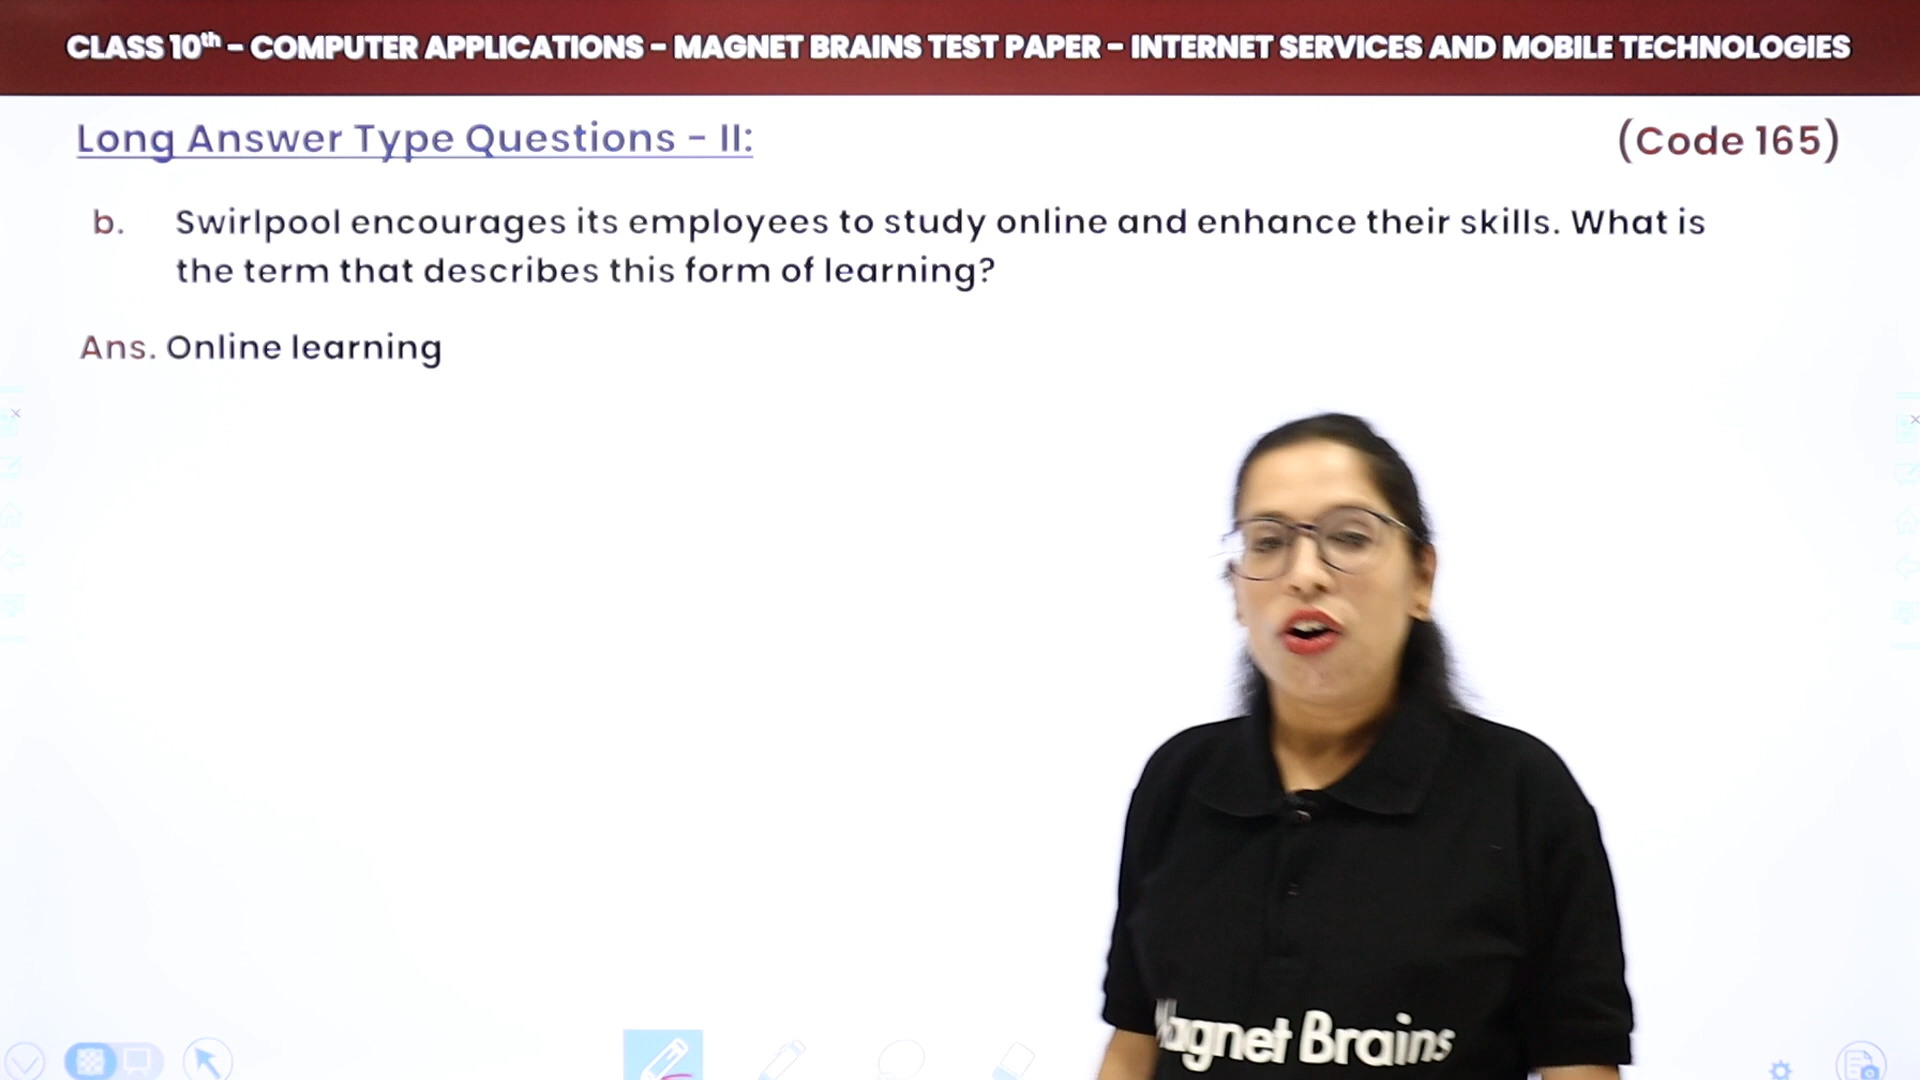 CLASS 10th – COMPUTER APPLICATIONS – MAGNET BRAINS TEST PAPER – INTERNET SERVICES AND MOBILE TECHNOLOGIES
Long Answer Type Questions – II:
(Code 165)
b. Swirlpool encourages its employees to study online and enhance their skills. What is
the term that describes this form of learning?
Ans. Online learning
Magnet Brains